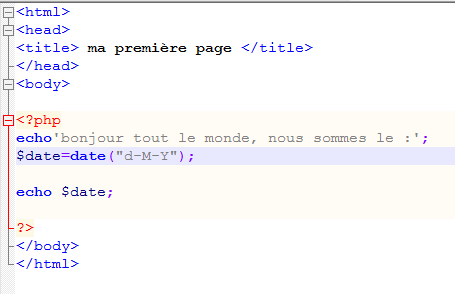 <html>
<head>
<title> ma première page </title>
</head>
<body>
<?php
echo'bonjour tout le monde, nous sommes le :';
$date=date("d-M-Y");
echo $date;
?>
</body>
</html>